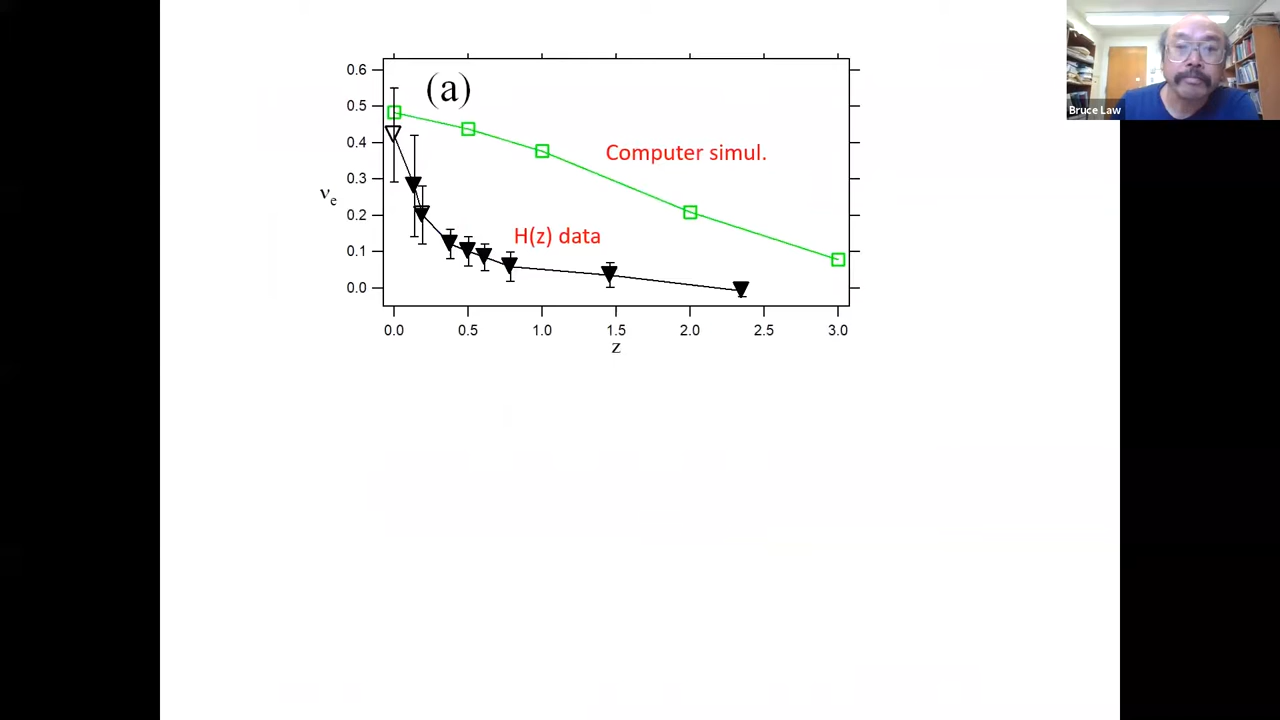 (a)
0.6
0.5
0.4
0.3
0.2
0.1
0.0
νe
Computer simul.
H(z) data
0.0 0.5 1.0 1.5 2.0 2.5 3.0
z
Bruce Law